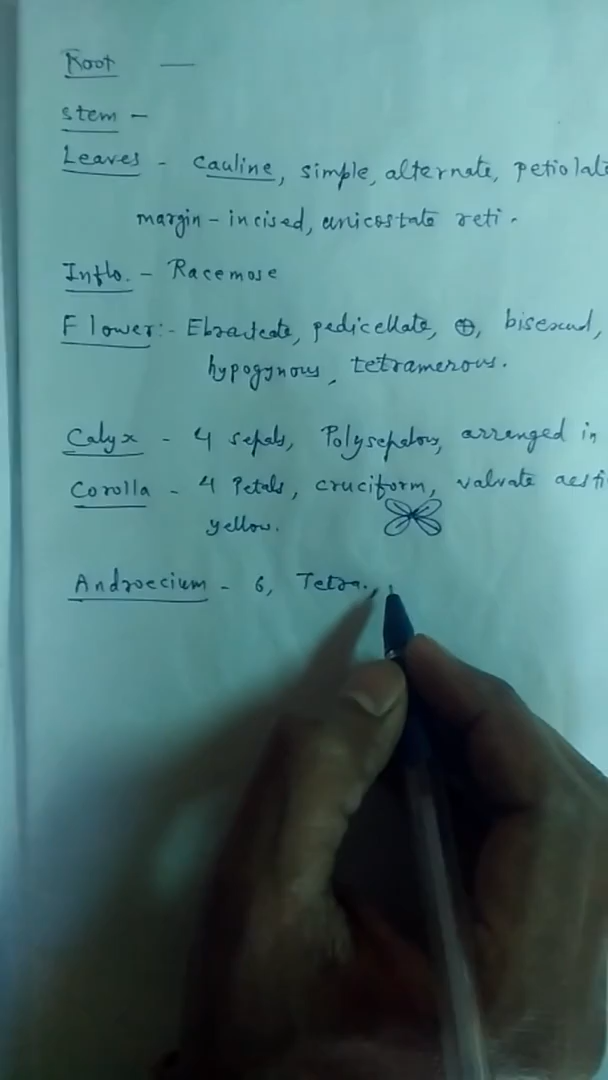 Root —
Stem -
Leaves - Cauline, simple, alternate, petiolate
margin - incised, unicostate reti.
Inflo. - Racemose
Flower:- Ebracteate, pedicellate, ⊕, bisexual,
hypogynous, tetramerous.
Calyx - 4 sepals, Polysepalous, arranged in
Corolla - 4 Petals, cruciform, valvate aesti
yellow.
Androecium - 6, Tetra.